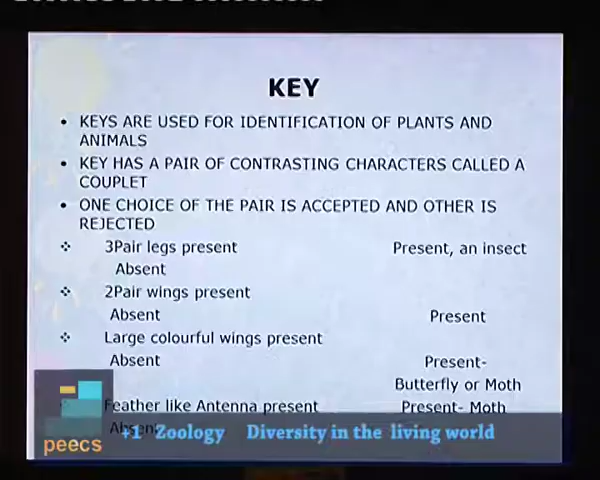 KEY
• KEYS ARE USED FOR IDENTIFICATION OF PLANTS AND
ANIMALS
• KEY HAS A PAIR OF CONTRASTING CHARACTERS CALLED A
COUPLET
• ONE CHOICE OF THE PAIR IS ACCEPTED AND OTHER IS
REJECTED
❖ 3Pair legs present Present, an insect
Absent
❖ 2Pair wings present
Absent Present
❖ Large colourful wings present
Absent Present-
Butterfly or Moth
Feather like Antenna present Present- Moth
Absent
+1 Zoology Diversity in the living world
peecs